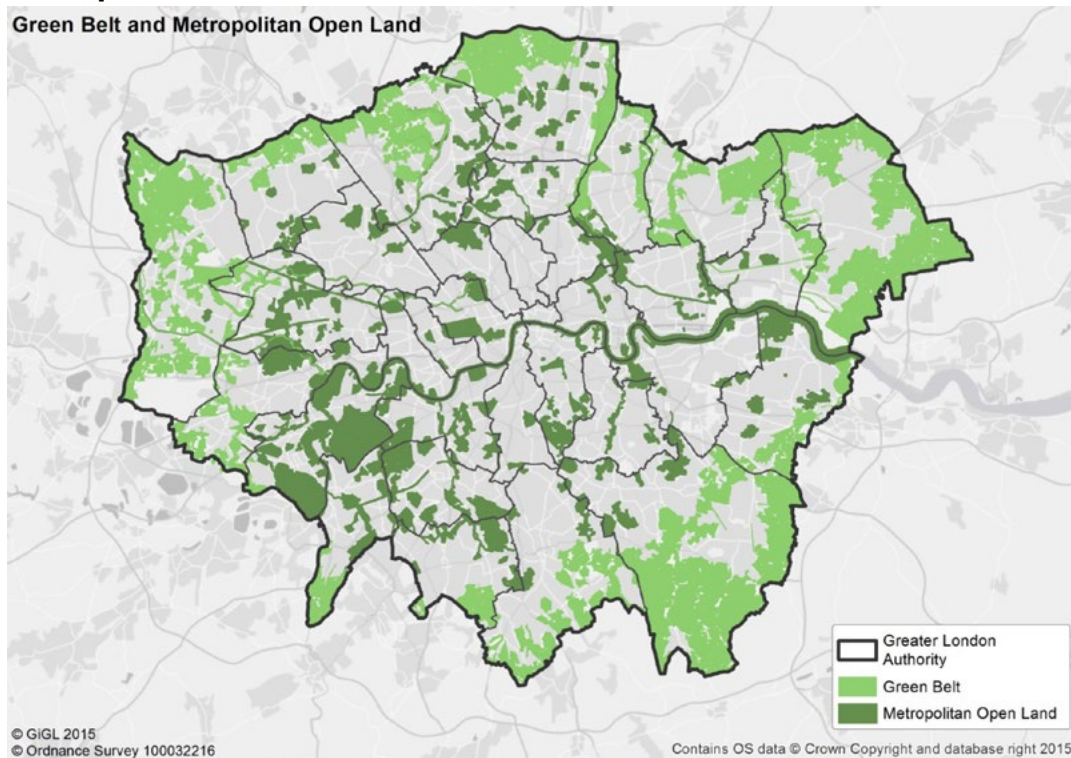 Green Belt and Metropolitan Open Land
Greater London
Authority
Green Belt
Metropolitan Open Land
© GiGL 2015
© Ordnance Survey 100032216
Contains OS data © Crown Copyright and database right 2015